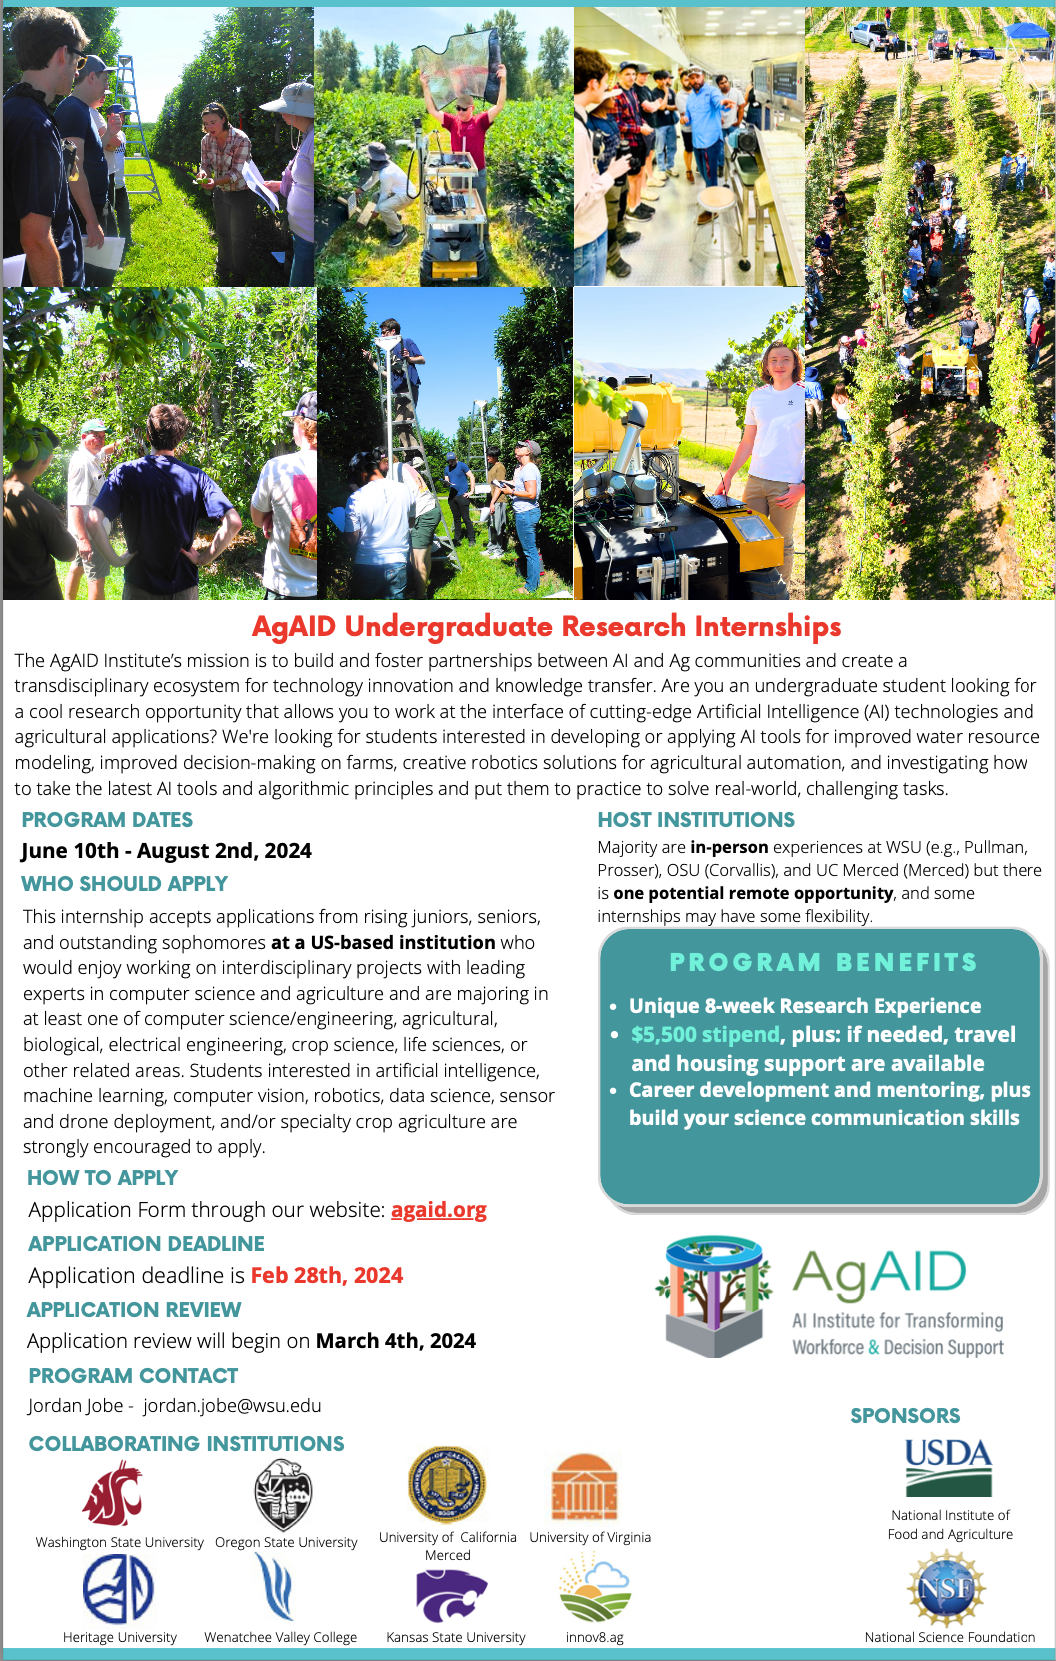 AgAID Undergraduate Research Internships
The AgAID Institute's mission is to build and foster partnerships between AI and Ag communities and create a
transdisciplinary ecosystem for technology innovation and knowledge transfer. Are you an undergraduate student looking for
a cool research opportunity that allows you to work at the interface of cutting-edge Artificial Intelligence (AI) technologies and
agricultural applications? We're looking for students interested in developing or applying AI tools for improved water resource
modeling, improved decision-making on farms, creative robotics solutions for agricultural automation, and investigating how
to take the latest AI tools and algorithmic principles and put them to practice to solve real-world, challenging tasks.
PROGRAM DATES
June 10th - August 2nd, 2024
WHO SHOULD APPLY
This internship accepts applications from rising juniors, seniors,
and outstanding sophomores at a US-based institution who
would enjoy working on interdisciplinary projects with leading
experts in computer science and agriculture and are majoring in
at least one of computer science/engineering, agricultural,
biological, electrical engineering, crop science, life sciences, or
other related areas. Students interested in artificial intelligence,
machine learning, computer vision, robotics, data science, sensor
and drone deployment, and/or specialty crop agriculture are
strongly encouraged to apply.
HOW TO APPLY
Application Form through our website: agaid.org
APPLICATION DEADLINE
Application deadline is Feb 28th, 2024
APPLICATION REVIEW
Application review will begin on March 4th, 2024
PROGRAM CONTACT
Jordan Jobe - jordan.jobe@wsu.edu
HOST INSTITUTIONS
Majority are in-person experiences at WSU (e.g., Pullman,
Prosser), OSU (Corvallis), and UC Merced (Merced) but there
is one potential remote opportunity, and some
internships may have some flexibility.
PROGRAM BENEFITS
• Unique 8-week Research Experience
• $5,500 stipend, plus: if needed, travel
and housing support are available
• Career development and mentoring, plus
build your science communication skills
AgAID
AI Institute for Transforming
Workforce & Decision Support
COLLABORATING INSTITUTIONS
Washington State University
Oregon State University
University of California
Merced
University of Virginia
Heritage University
Wenatchee Valley College
Kansas State University
innov8.ag
SPONSORS
USDA
National Institute of
Food and Agriculture
NSF
National Science Foundation